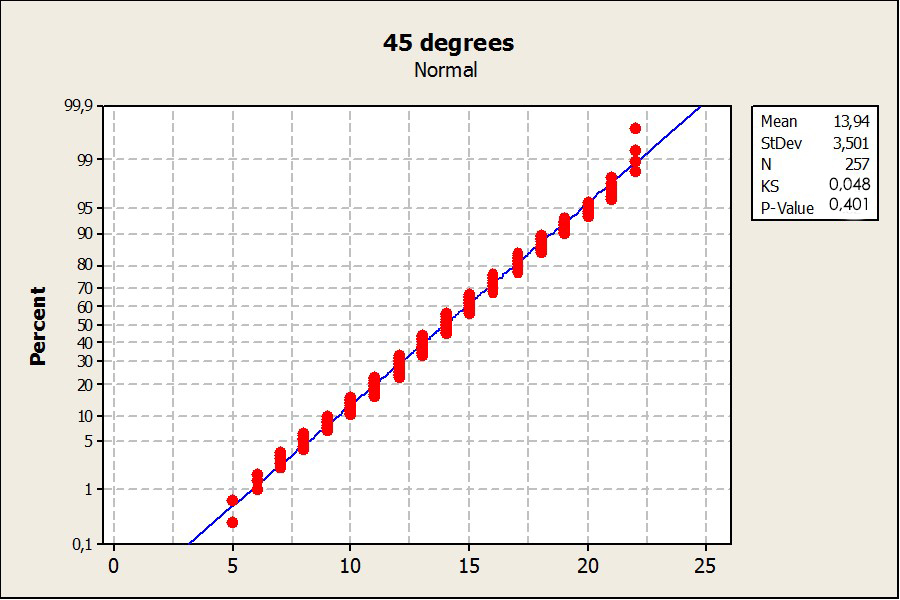 45 degrees
Normal
99,9
99
95
90
80
70
60
50
40
30
20
10
5
1
0,1
Percent
0
5
10
15
20
25
Mean 13,94
StDev 3,501
N 257
KS 0,048
P-Value 0,401